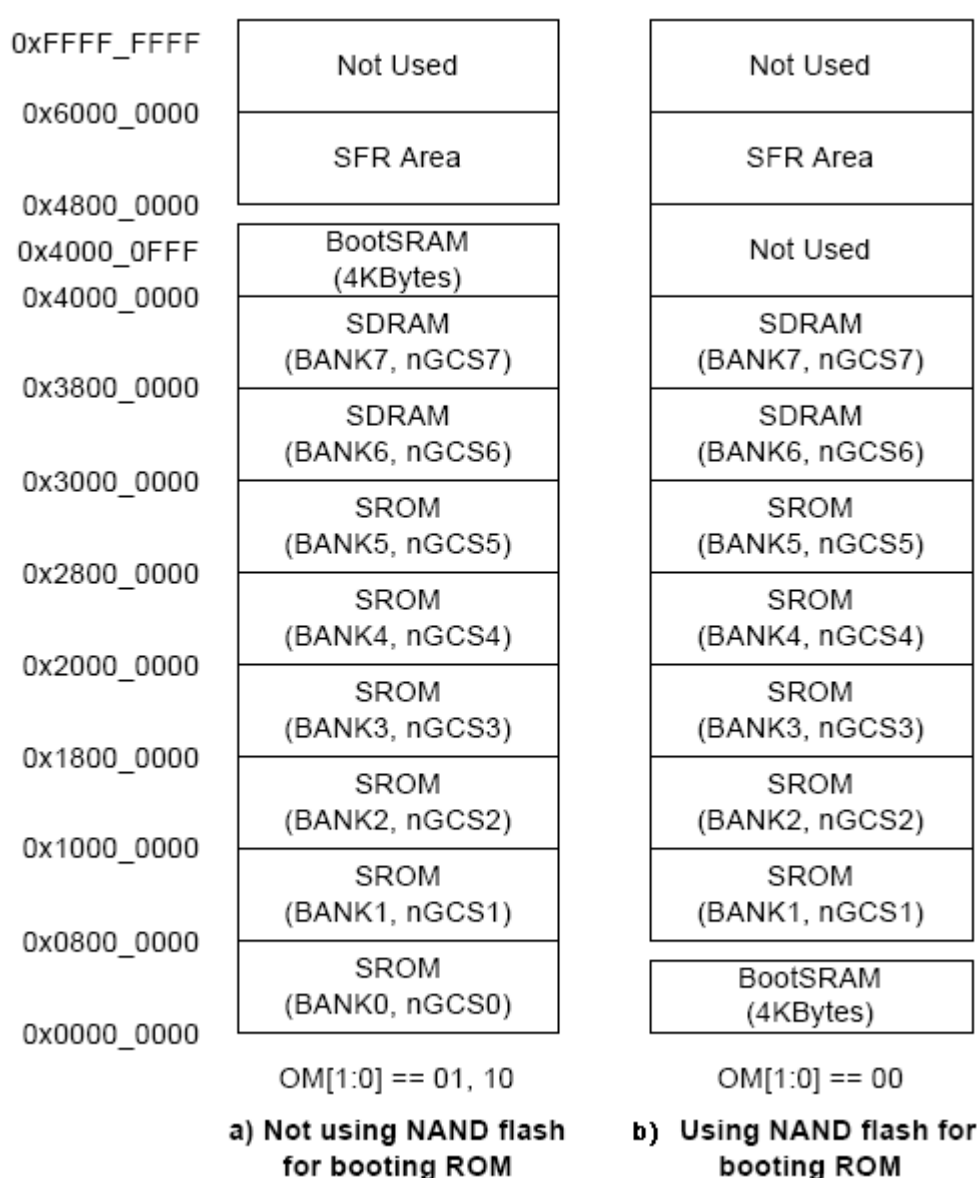 0xFFFF_FFFF
0x6000_0000
0x4800_0000
0x4000_0FFF
0x4000_0000
0x3800_0000
0x3000_0000
0x2800_0000
0x2000_0000
0x1800_0000
0x1000_0000
0x0800_0000
0x0000_0000
Not Used
SFR Area
BootSRAM
(4KBytes)
SDRAM
(BANK7, nGCS7)
SDRAM
(BANK6, nGCS6)
SROM
(BANK5, nGCS5)
SROM
(BANK4, nGCS4)
SROM
(BANK3, nGCS3)
SROM
(BANK2, nGCS2)
SROM
(BANK1, nGCS1)
SROM
(BANK0, nGCS0)
OM[1:0] == 01, 10
a) Not using NAND flash
for booting ROM
Not Used
SFR Area
Not Used
SDRAM
(BANK7, nGCS7)
SDRAM
(BANK6, nGCS6)
SROM
(BANK5, nGCS5)
SROM
(BANK4, nGCS4)
SROM
(BANK3, nGCS3)
SROM
(BANK2, nGCS2)
SROM
(BANK1, nGCS1)
BootSRAM
(4KBytes)
OM[1:0] == 00
b) Using NAND flash for
booting ROM